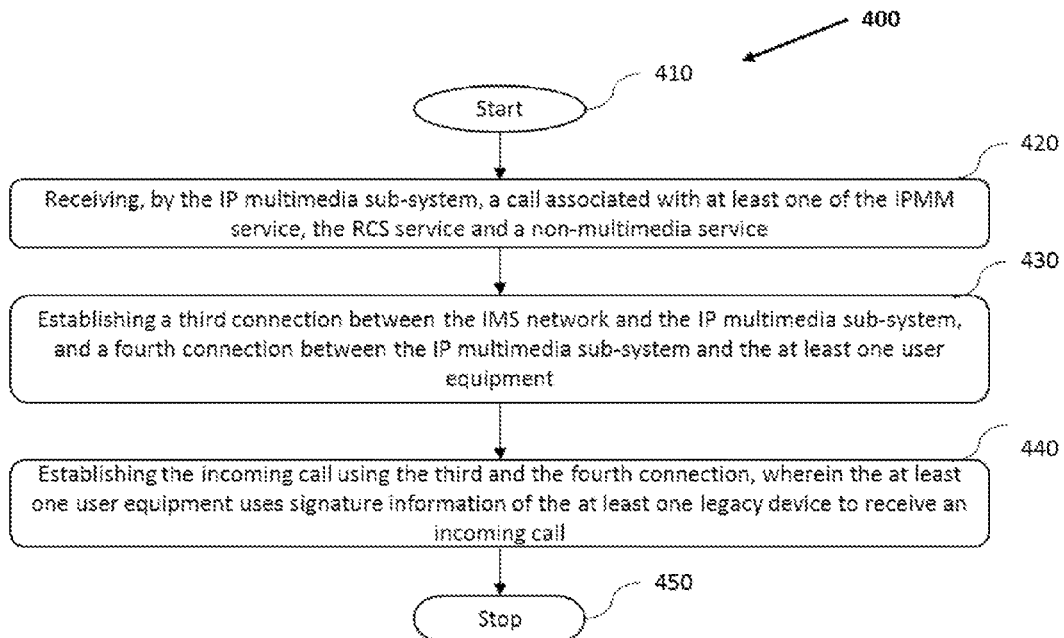 400
410
Start
420
Receiving, by the IP multimedia sub-system, a call associated with at least one of the iPMM
service, the RCS service and a non-multimedia service
430
Establishing a third connection between the IMS network and the IP multimedia sub-system,
and a fourth connection between the IP multimedia sub-system and the at least one user
equipment
440
Establishing the incoming call using the third and the fourth connection, wherein the at least
one user equipment uses signature information of the at least one legacy device to receive an
incoming call
450
Stop